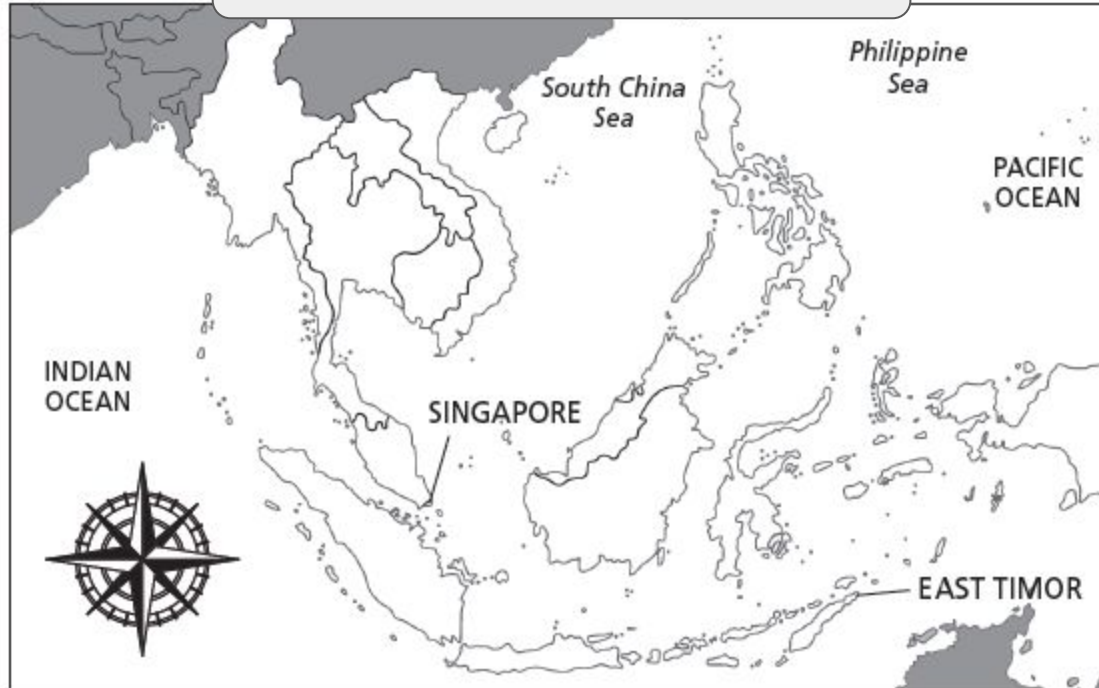 South China
Sea
Philippine
Sea
PACIFIC
OCEAN
INDIAN
OCEAN
SINGAPORE
EAST TIMOR